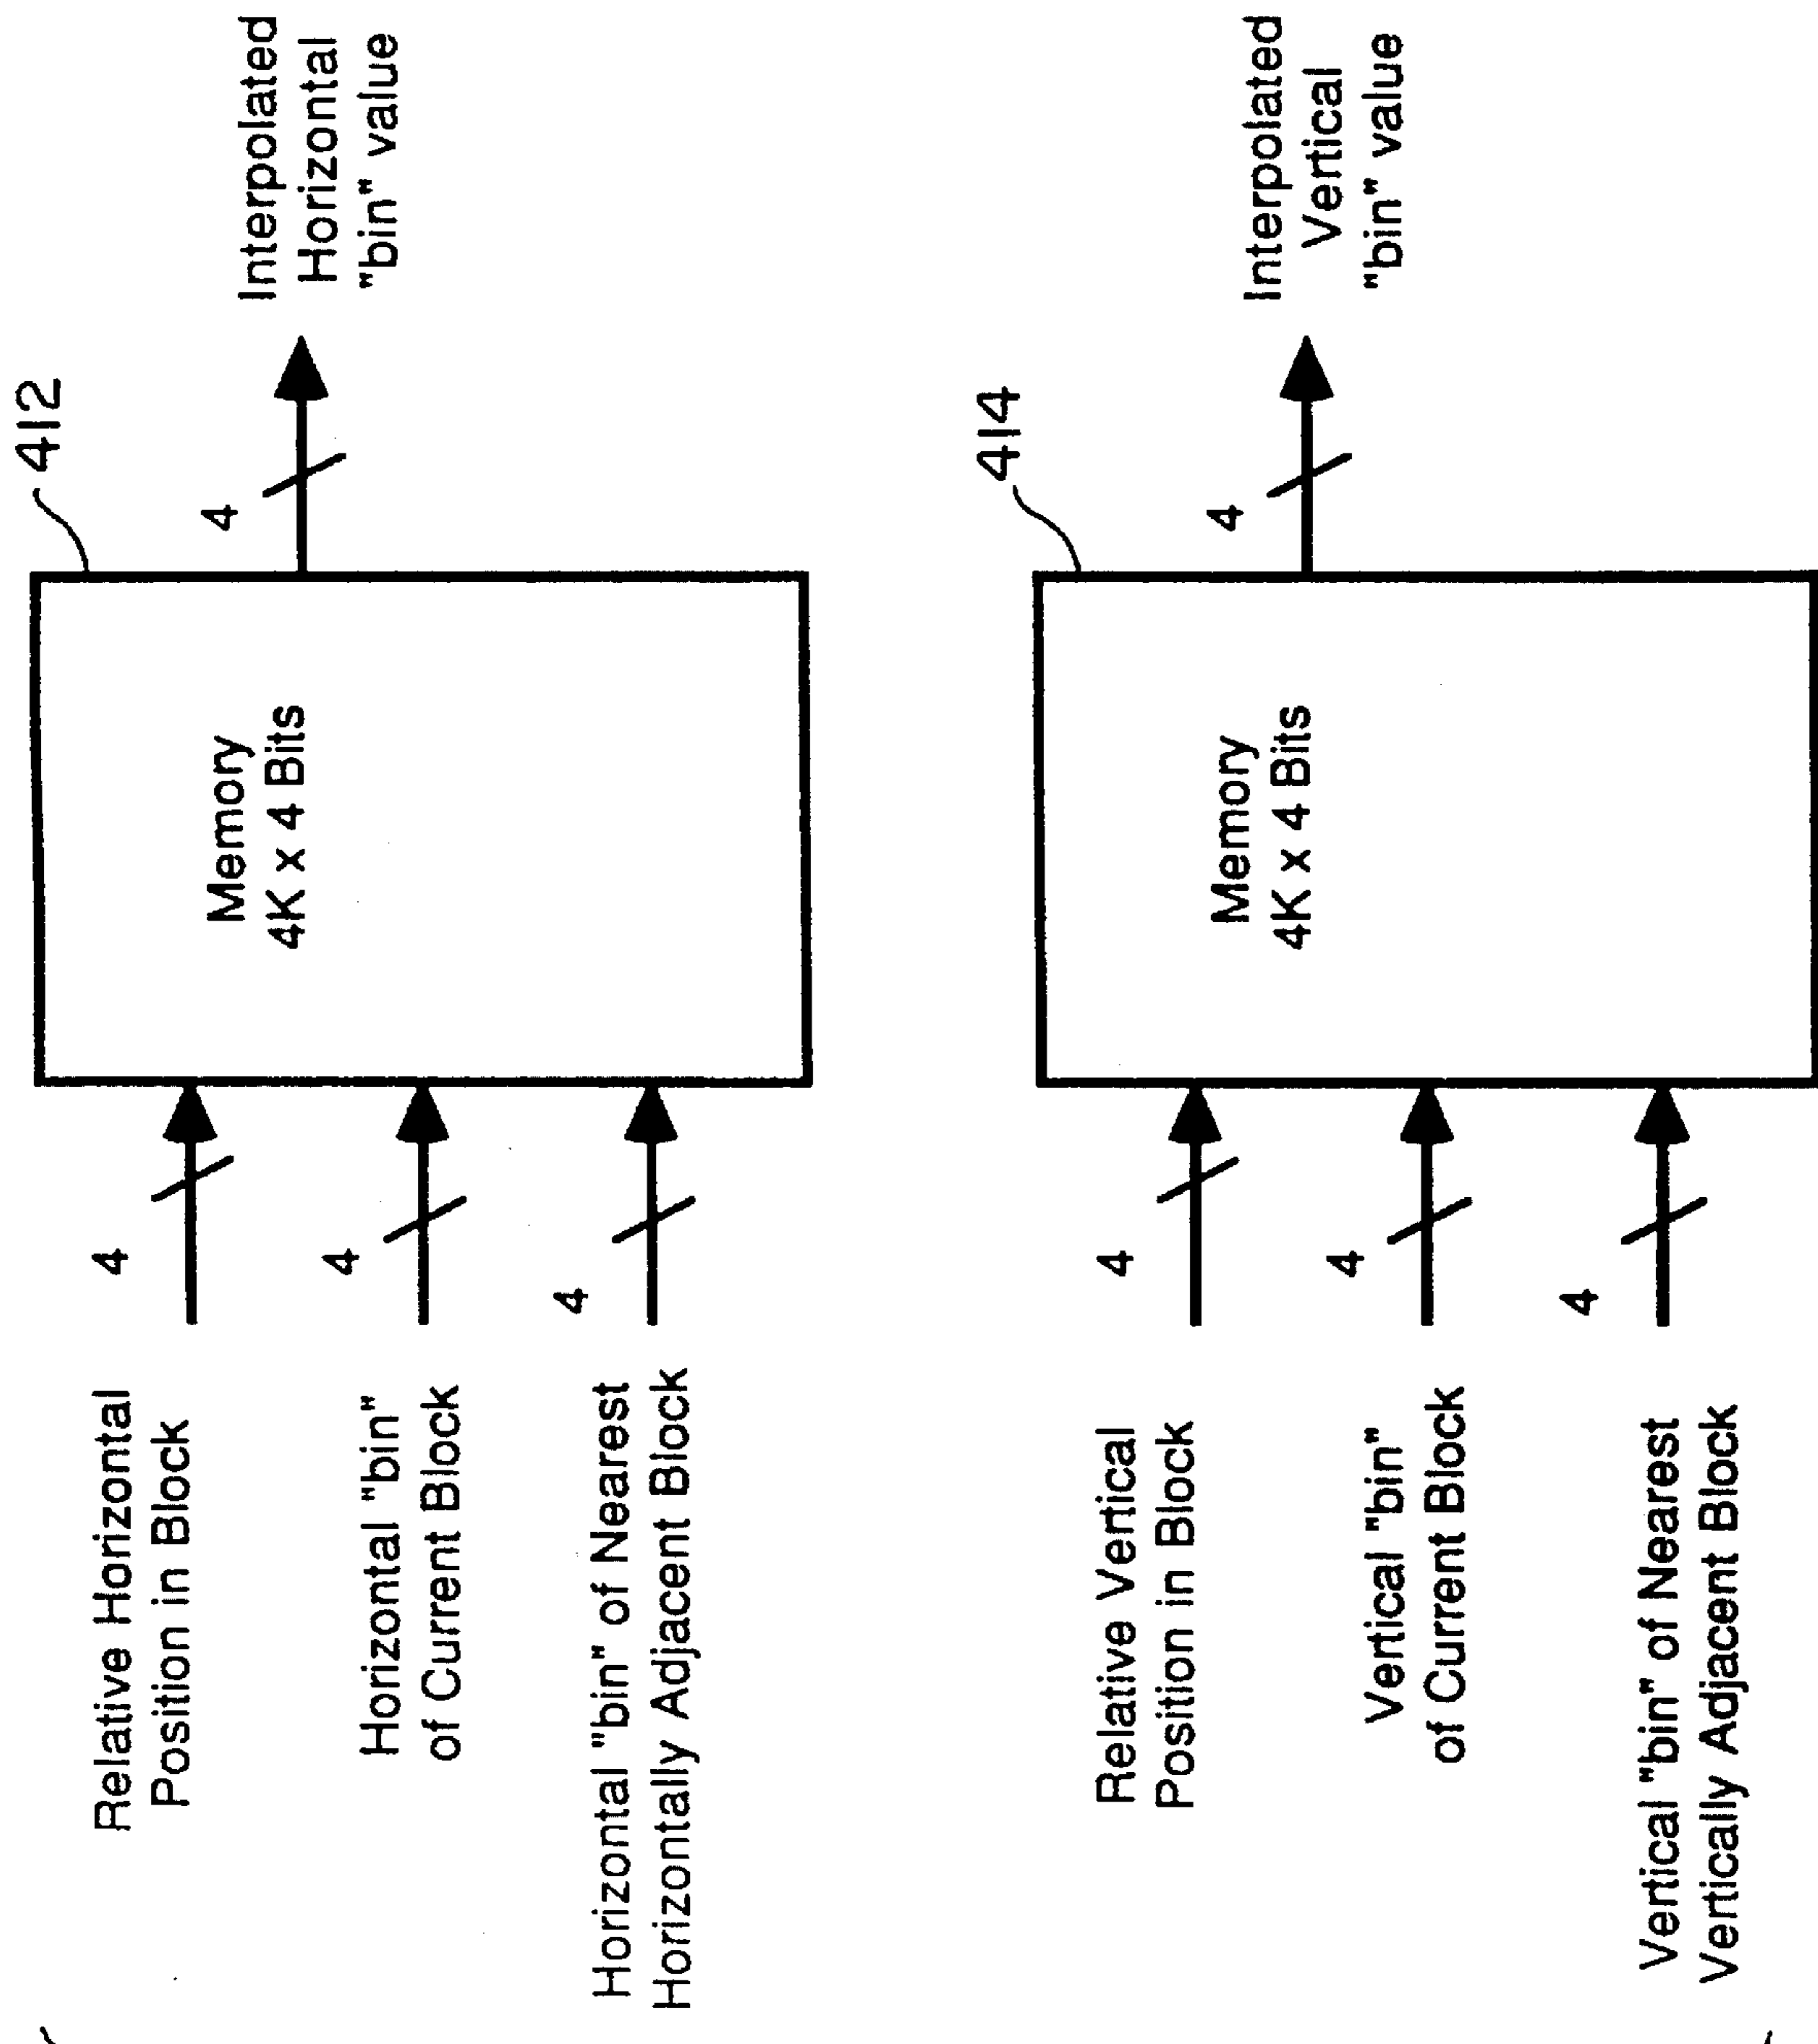 Relative Horizontal
Position in Block
4
Horizontal "bin"
of Current Block
4
Horizontal "bin" of Nearest
Horizontally Adjacent Block
4
Memory
4K x 4 Bits
412
4
Interpolated
Horizontal
"bin" value
Relative Vertical
Position in Block
4
Vertical "bin"
of Current Block
4
Vertical "bin" of Nearest
Vertically Adjacent Block
4
Memory
4K x 4 Bits
414
4
Interpolated
Vertical
"bin" value